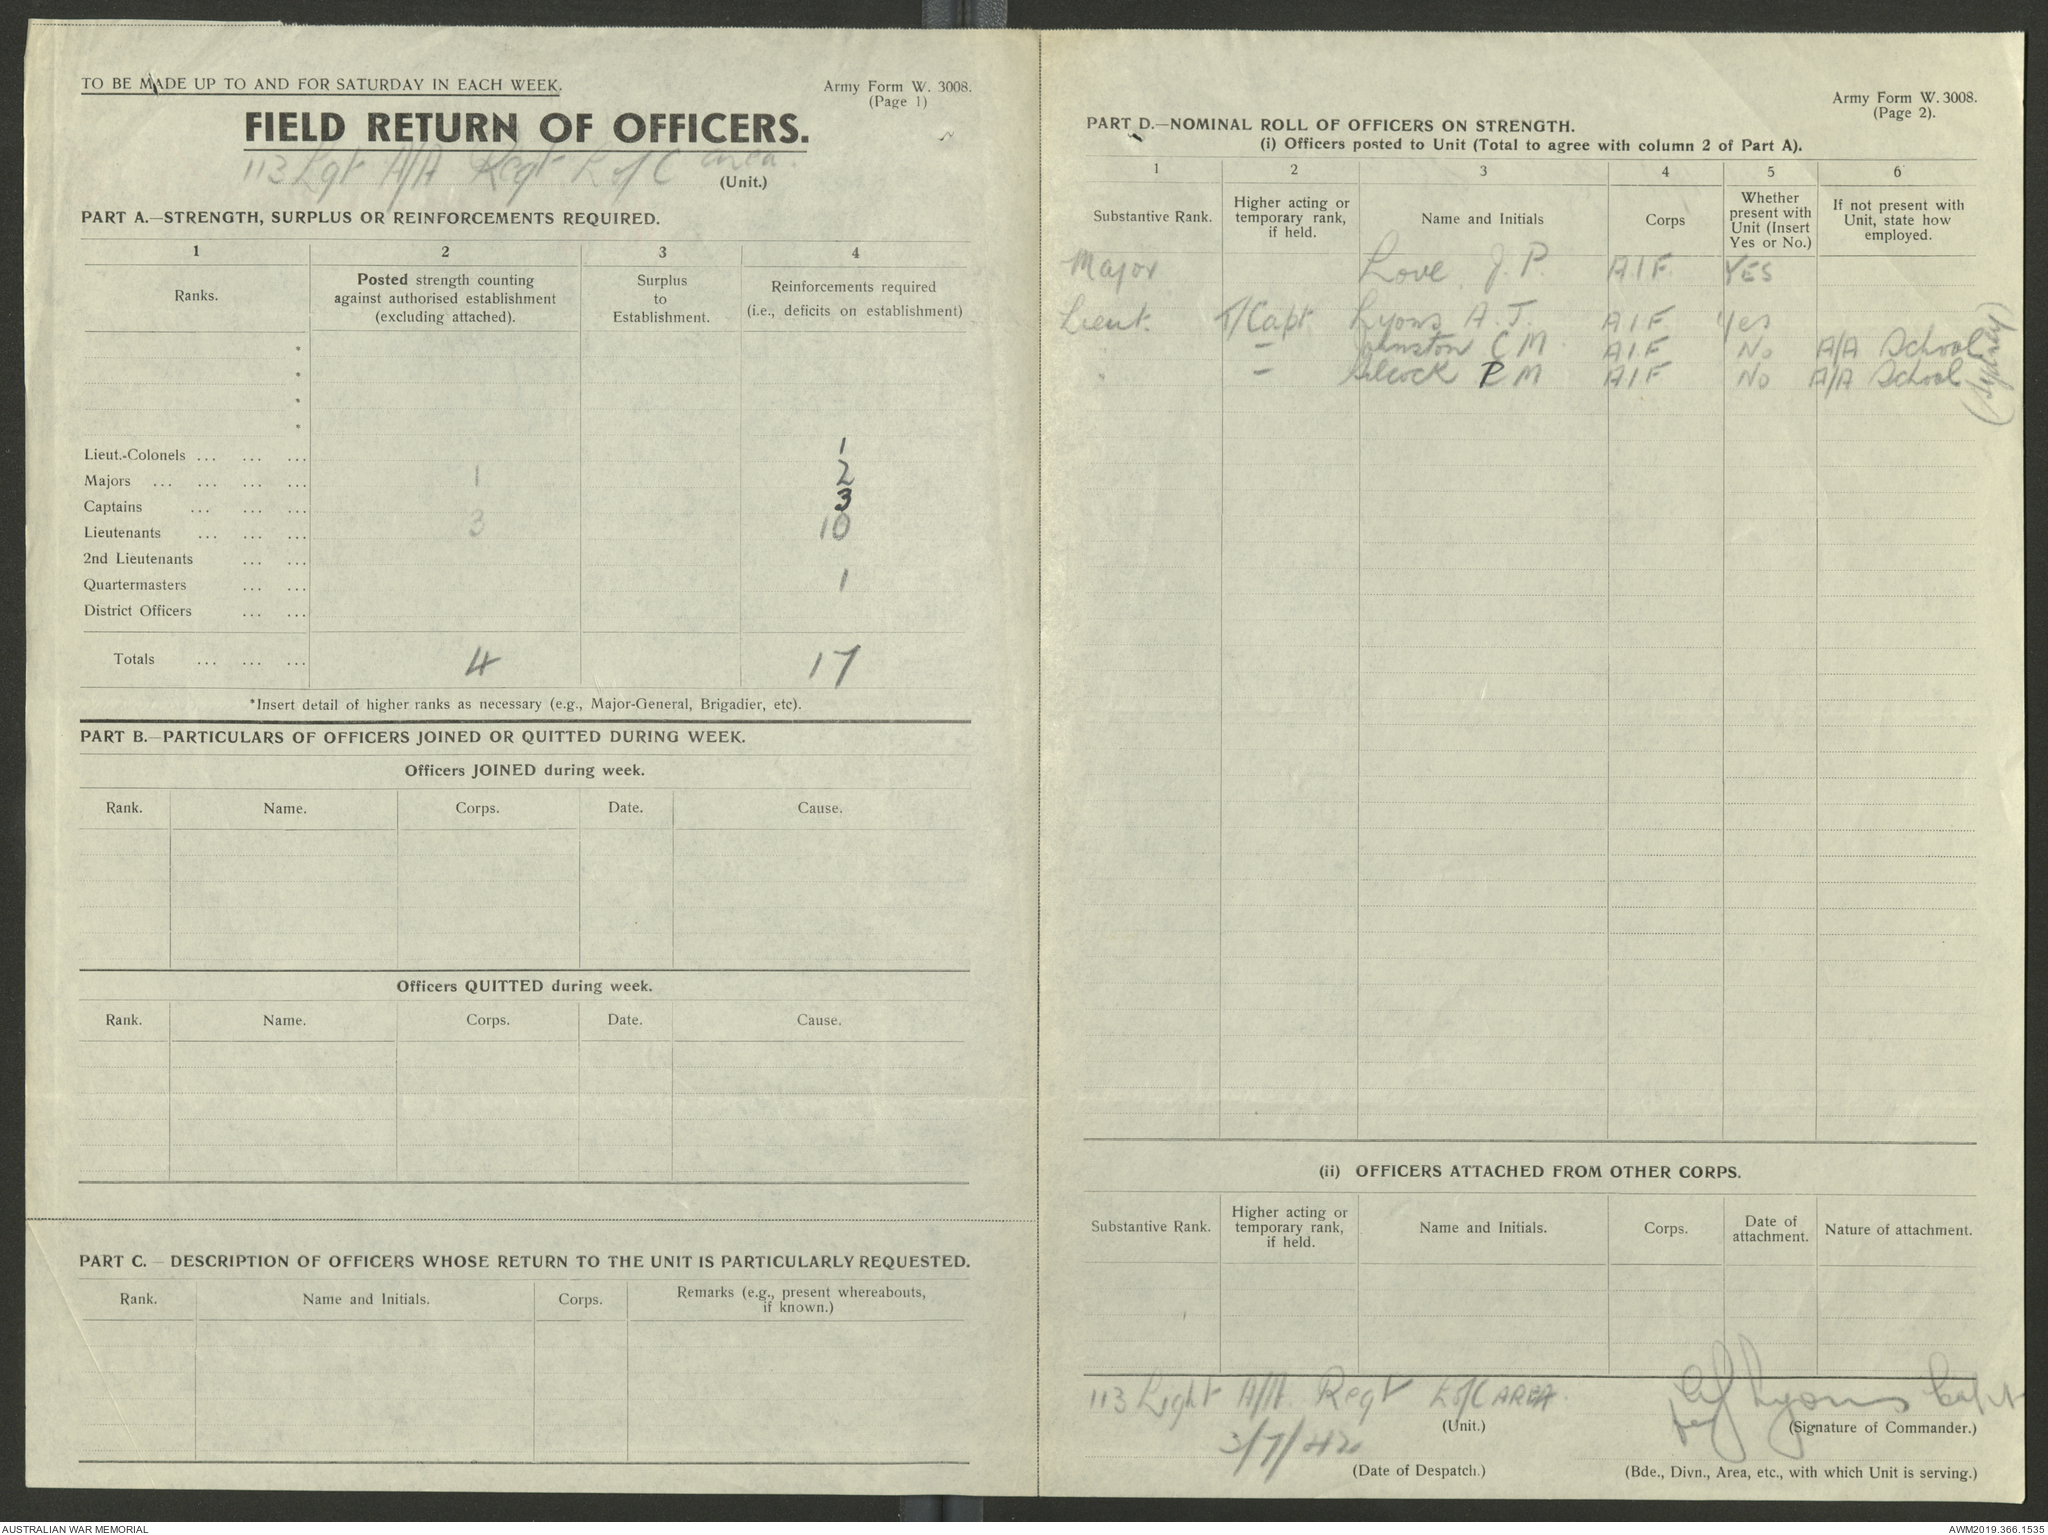 TO BE MADE UP TO AND FOR SATURDAY IN EACH WEEK.
Army Form W. 3008.
(Page 1)
FIELD RETURN OF OFFICERS.
113 Lgt A/A Regt L of C area.
(Unit.)
PART A.—STRENGTH, SURPLUS OR REINFORCEMENTS REQUIRED.
1 2 3 4
Ranks. Posted strength counting against authorised establishment (excluding attached). Surplus to Establishment. Reinforcements required (i.e., deficits on establishment)
*
*
*
*
Lieut.-Colonels ... ... ... 1
Majors ... ... ... ... 1 2
Captains ... ... ... 3
Lieutenants ... ... ... 3 10
2nd Lieutenants ... ...
Quartermasters ... ... 1
District Officers ... ...
Totals ... ... ... 4 17
*Insert detail of higher ranks as necessary (e.g., Major-General, Brigadier, etc).
PART B.—PARTICULARS OF OFFICERS JOINED OR QUITTED DURING WEEK.
Officers JOINED during week.
Rank. Name. Corps. Date. Cause.
Officers QUITTED during week.
Rank. Name. Corps. Date. Cause.
PART C. — DESCRIPTION OF OFFICERS WHOSE RETURN TO THE UNIT IS PARTICULARLY REQUESTED.
Rank. Name and Initials. Corps. Remarks (e.g., present whereabouts, if known.)
Army Form W. 3008.
(Page 2).
PART D.—NOMINAL ROLL OF OFFICERS ON STRENGTH.
(i) Officers posted to Unit (Total to agree with column 2 of Part A).
1 2 3 4 5 6
Substantive Rank. Higher acting or temporary rank, if held. Name and Initials Corps Whether present with Unit (Insert Yes or No.) If not present with Unit, state how employed.
Major Love J. P. A.I.F. YES
Lieut. T/Capt Lyons A. J. A I F Yes
" - Johnston C M. A I F No A/A School
" - Silcock P M A I F No A/A School
(Sydney)
(ii) OFFICERS ATTACHED FROM OTHER CORPS.
Substantive Rank. Higher acting or temporary rank, if held. Name and Initials. Corps. Date of attachment. Nature of attachment.
113 Light A/A. Regt L of C AREA.
(Unit.)
3/7/42
(Date of Despatch.)
Lyons Capt
(Signature of Commander.)
(Bde., Divn., Area, etc., with which Unit is serving.)
AUSTRALIAN WAR MEMORIAL
AWM2019.366.1535